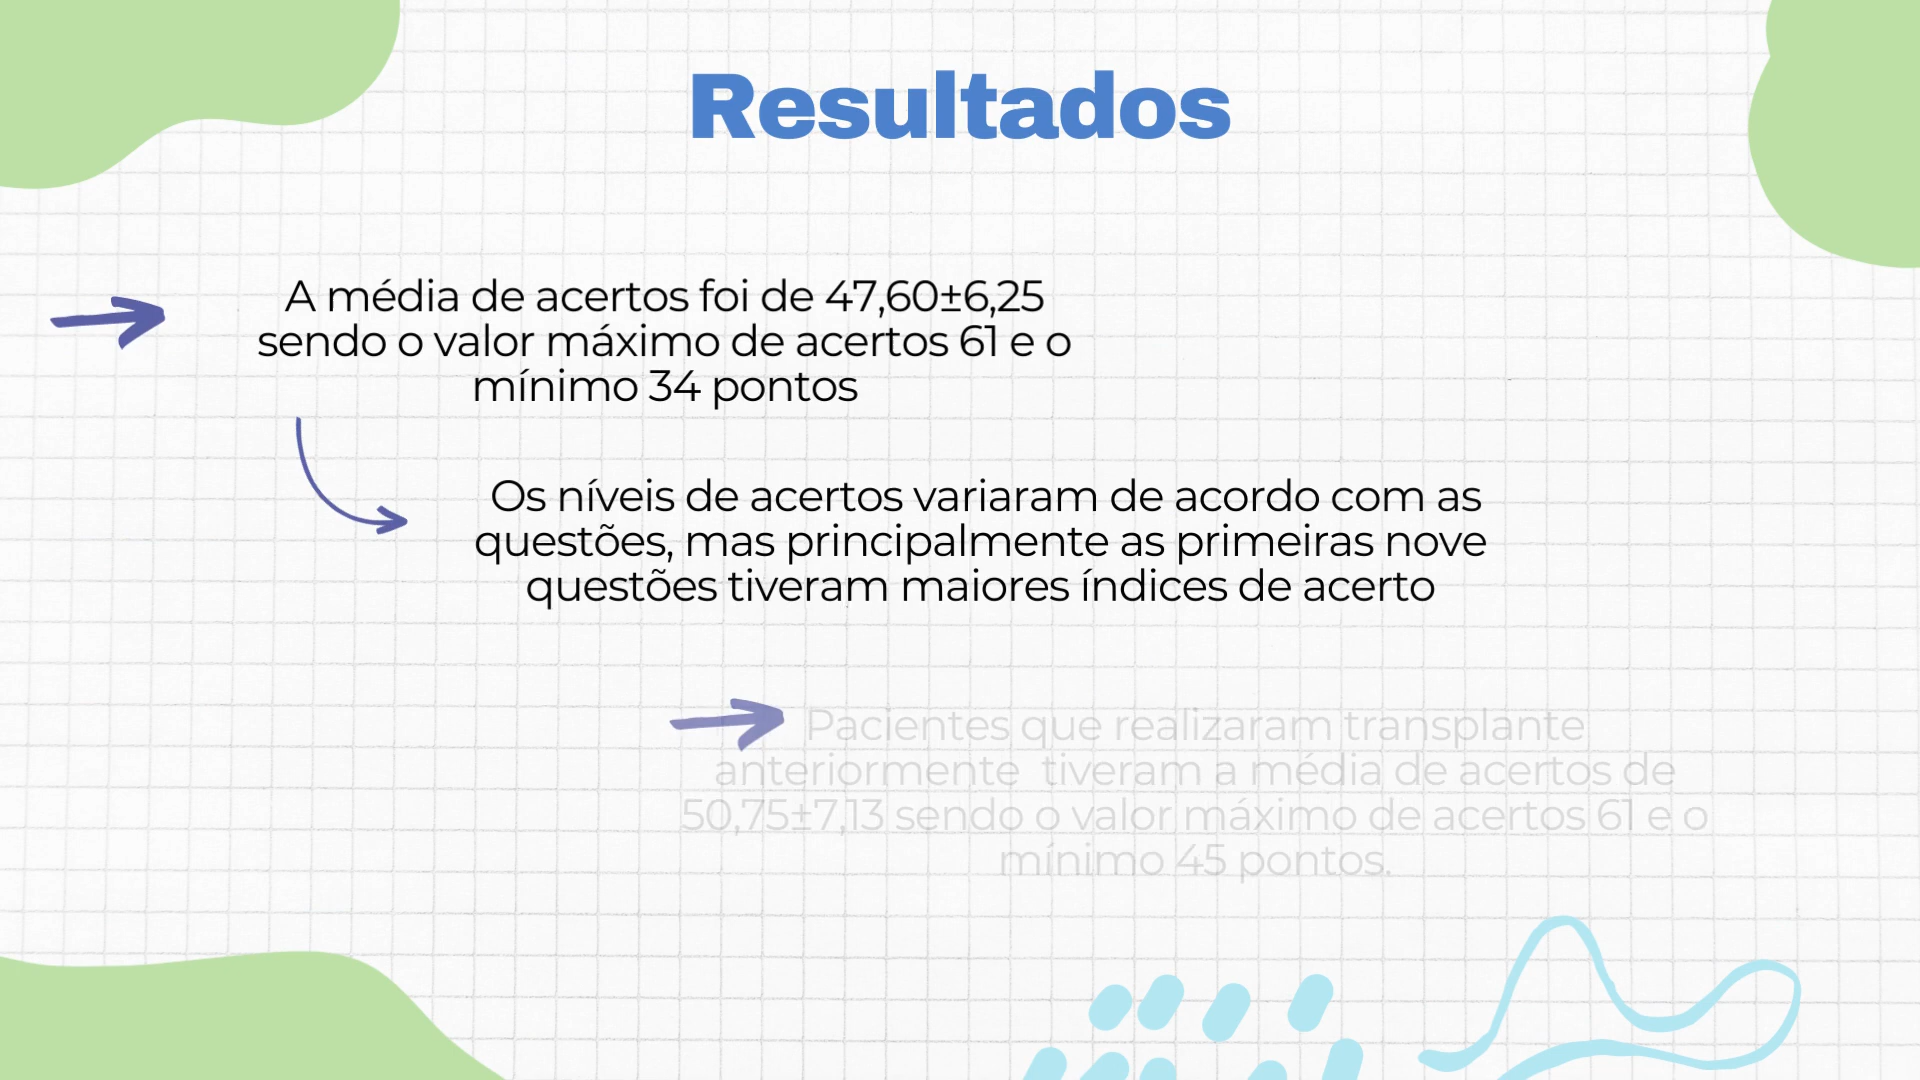 Resultados
A média de acertos foi de 47,60±6,25
sendo o valor máximo de acertos 61 e o
mínimo 34 pontos
Os níveis de acertos variaram de acordo com as
questões, mas principalmente as primeiras nove
questões tiveram maiores índices de acerto
Pacientes que realizaram transplante
anteriormente  tiveram a média de acertos de
50,75±7,13 sendo o valor máximo de acertos 61 e o
mínimo 45 pontos.